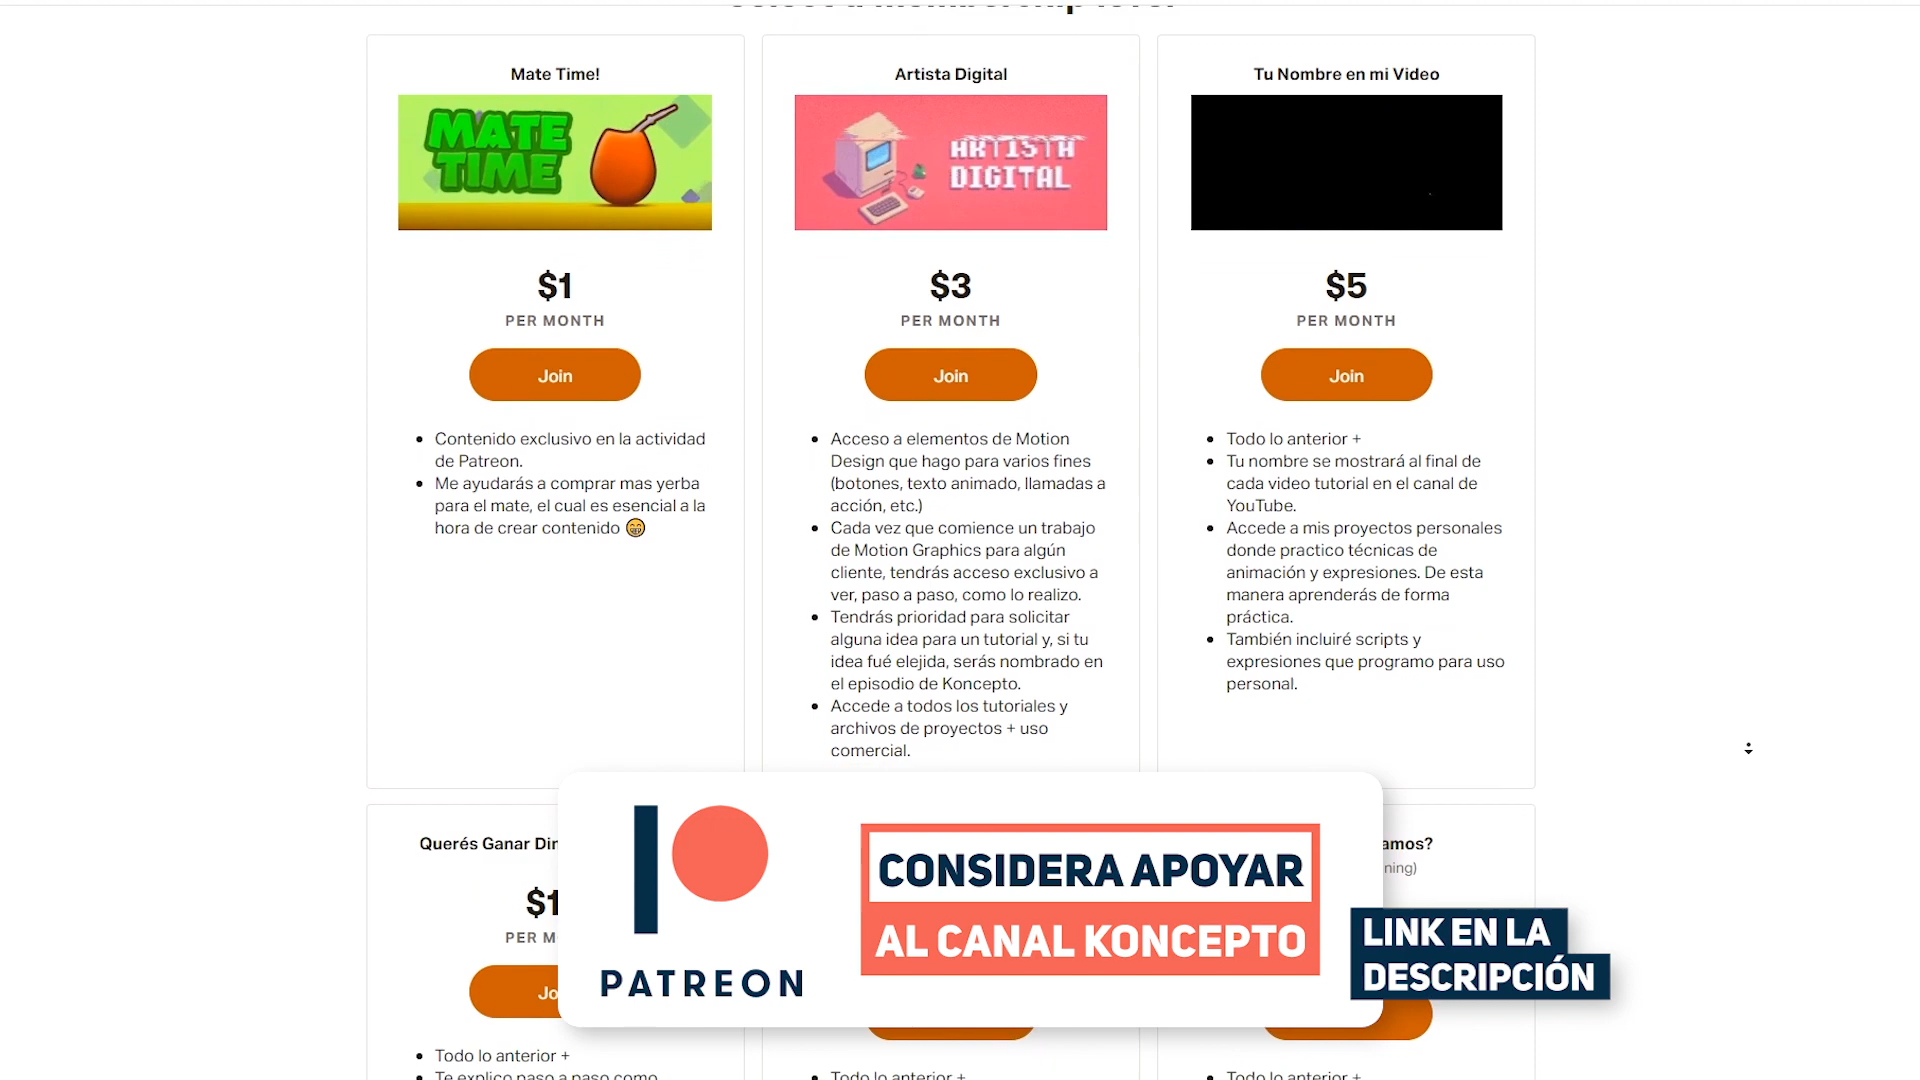 Select a membership level
Mate Time!
MATE
TIME
$1
PER MONTH
Join
Contenido exclusivo en la actividad
de Patreon.
Me ayudarás a comprar mas yerba
para el mate, el cual es esencial a la
hora de crear contenido 😁
Artista Digital
ARTISTA
DIGITAL
$3
PER MONTH
Join
Acceso a elementos de Motion
Design que hago para varios fines
(botones, texto animado, llamadas a
acción, etc.)
Cada vez que comience un trabajo
de Motion Graphics para algún
cliente, tendrás acceso exclusivo a
ver, paso a paso, como lo realizo.
Tendrás prioridad para solicitar
alguna idea para un tutorial y, si tu
idea fué elejida, serás nombrado en
el episodio de Koncepto.
Accede a todos los tutoriales y
archivos de proyectos + uso
comercial.
Tu Nombre en mi Video
$5
PER MONTH
Join
Todo lo anterior +
Tu nombre se mostrará al final de
cada video tutorial en el canal de
YouTube.
Accede a mis proyectos personales
donde practico técnicas de
animación y expresiones. De esta
manera aprenderás de forma
práctica.
También incluiré scripts y
expresiones que programo para uso
personal.
Querés Ganar
$1
PER
Todo lo anterior +
Te explico paso a paso como
Todo lo anterior +
amos?
ning)
Todo lo anterior +
PATREON
CONSIDERA APOYAR
AL CANAL KONCEPTO
LINK EN LA
DESCRIPCIÓN